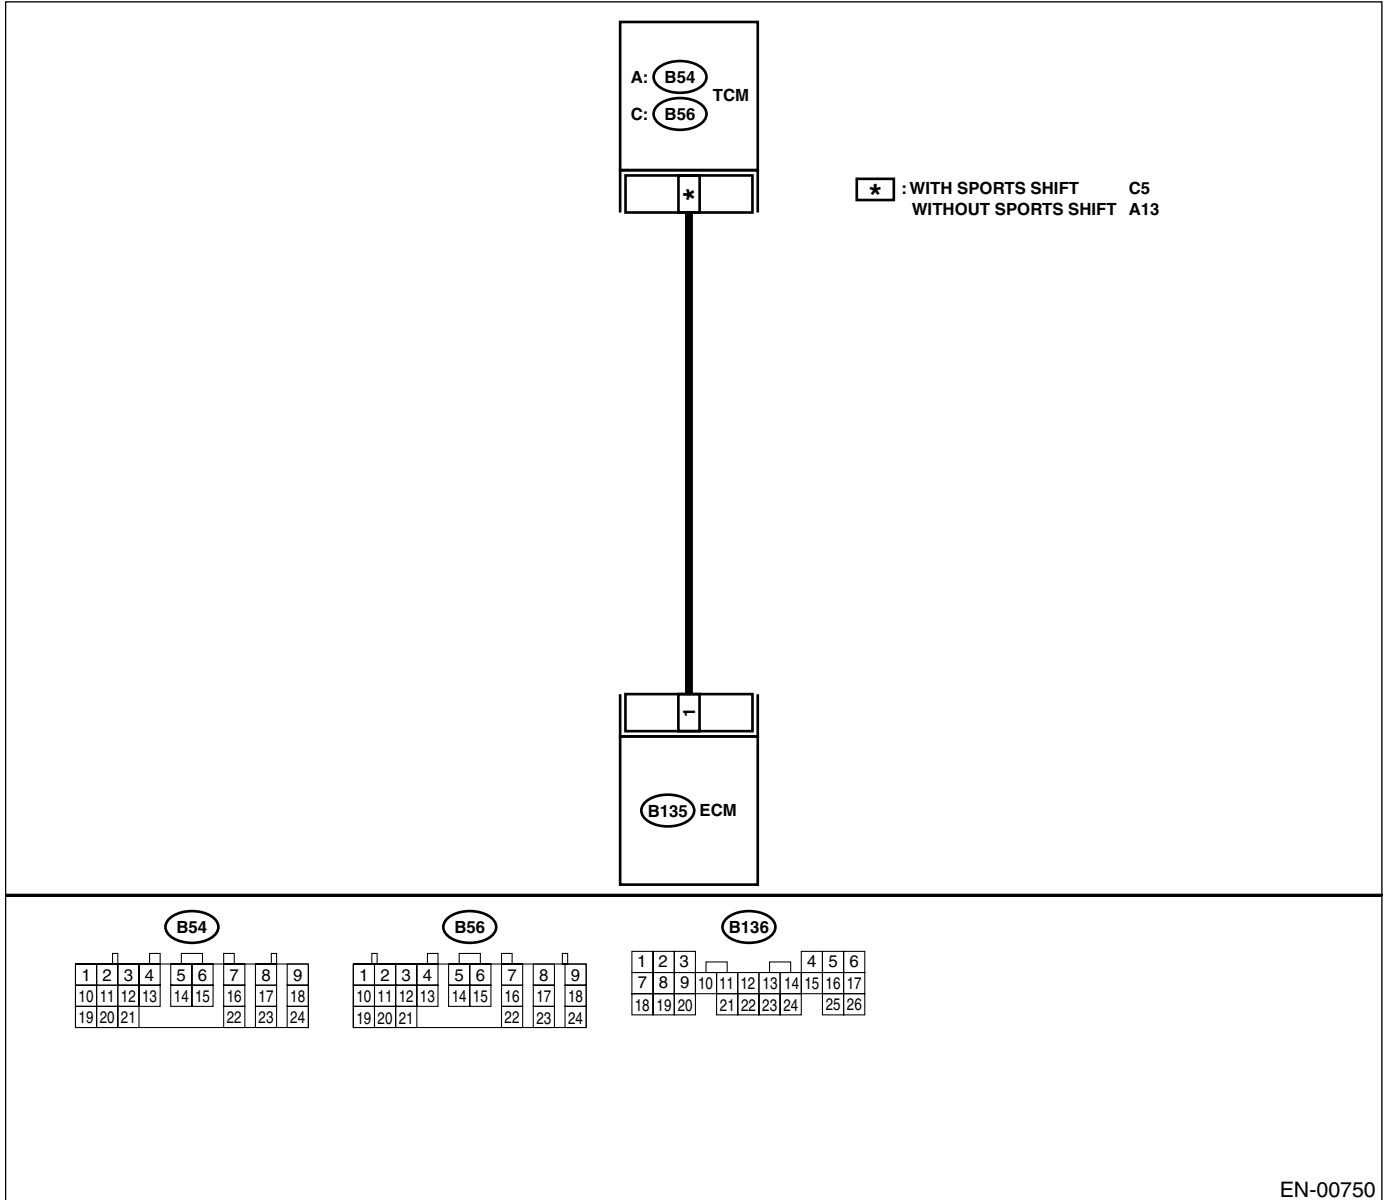 A: B54
TCM
C: B56
*
* : WITH SPORTS SHIFT C5
WITHOUT SPORTS SHIFT A13
1
B135 ECM
B54
1 2 3 4 5 6 7 8 9
10 11 12 13 14 15 16 17 18
19 20 21 22 23 24
B56
1 2 3 4 5 6 7 8 9
10 11 12 13 14 15 16 17 18
19 20 21 22 23 24
B136
1 2 3 4 5 6
7 8 9 10 11 12 13 14 15 16 17
18 19 20 21 22 23 24 25 26
EN-00750